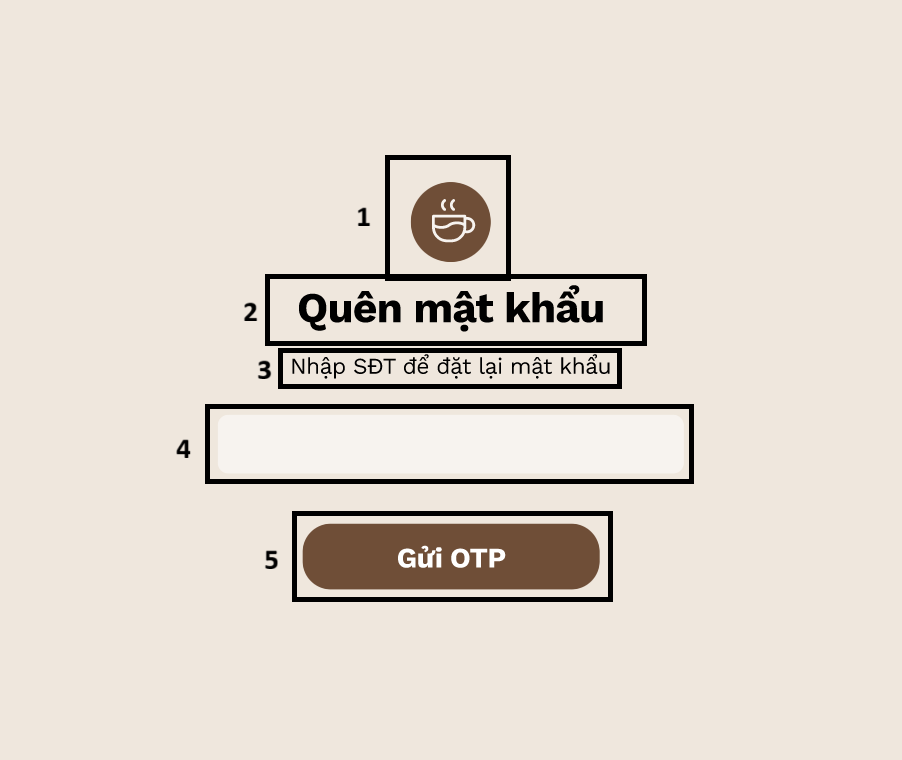 1
2 Quên mật khẩu
3 Nhập SĐT để đặt lại mật khẩu
4
5 Gửi OTP